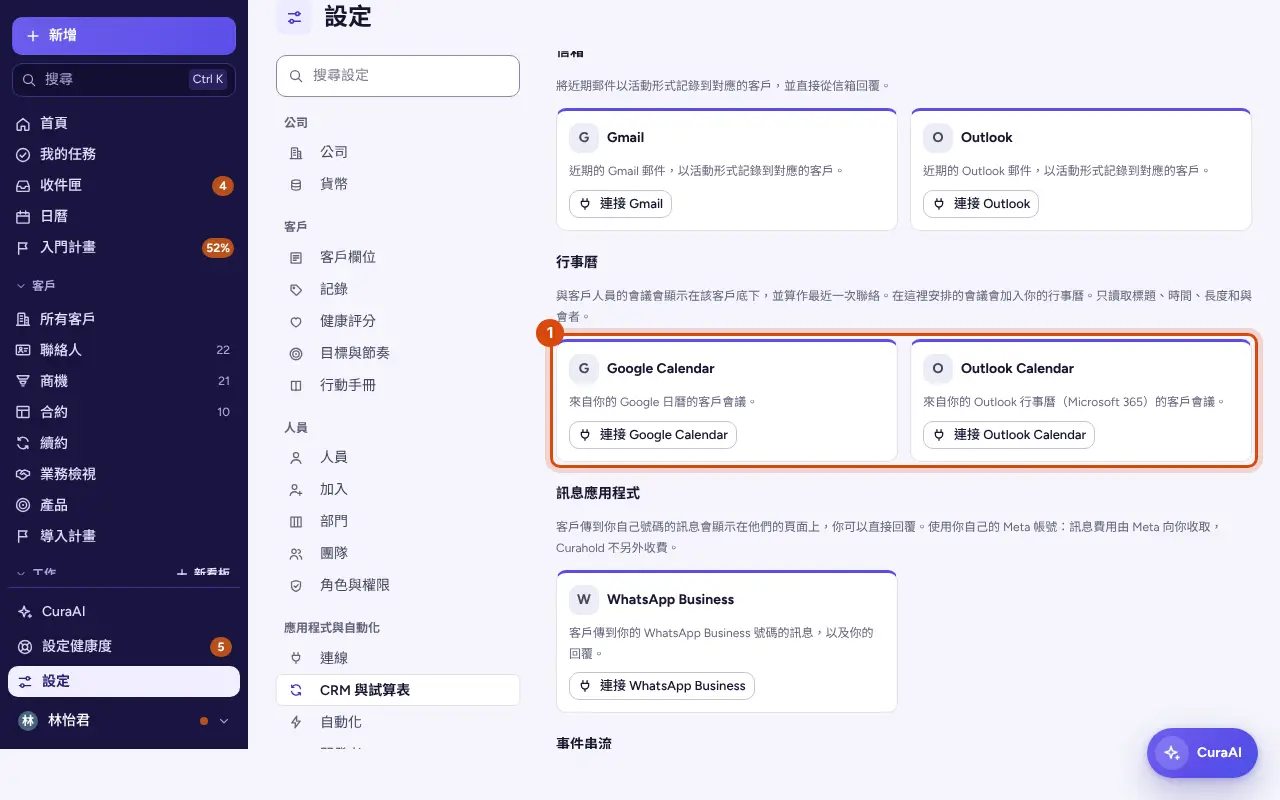 新增
搜尋
Ctrl K
首頁
我的任務
收件匣
4
日曆
入門計畫
52%
客戶
所有客戶
聯絡人
22
商機
21
合約
10
續約
業務檢視
產品
導入計畫
工作
新看板
CuraAI
設定健康度
5
設定
林
林怡君
設定
搜尋設定
公司
公司
貨幣
客戶
客戶欄位
記錄
健康評分
目標與節奏
行動手冊
人員
人員
加入
部門
團隊
角色與權限
應用程式與自動化
連線
CRM 與試算表
自動化
信箱
將近期郵件以活動形式記錄到對應的客戶，並直接從信箱回覆。
G
Gmail
近期的 Gmail 郵件，以活動形式記錄到對應的客戶。
連接 Gmail
O
Outlook
近期的 Outlook 郵件，以活動形式記錄到對應的客戶。
連接 Outlook
行事曆
與客戶人員的會議會顯示在該客戶底下，並算作最近一次聯絡。在這裡安排的會議會加入你的行事曆。只讀取標題、時間、長度和與
會者。
1
G
Google Calendar
來自你的 Google 日曆的客戶會議。
連接 Google Calendar
O
Outlook Calendar
來自你的 Outlook 行事曆（Microsoft 365）的客戶會議。
連接 Outlook Calendar
訊息應用程式
客戶傳到你自己號碼的訊息會顯示在他們的頁面上，你可以直接回覆。使用你自己的 Meta 帳號：訊息費用由 Meta 向你收取，
Curahold 不另外收費。
W
WhatsApp Business
客戶傳到你的 WhatsApp Business 號碼的訊息，以及你的
回覆。
連接 WhatsApp Business
事件串流
CuraAI